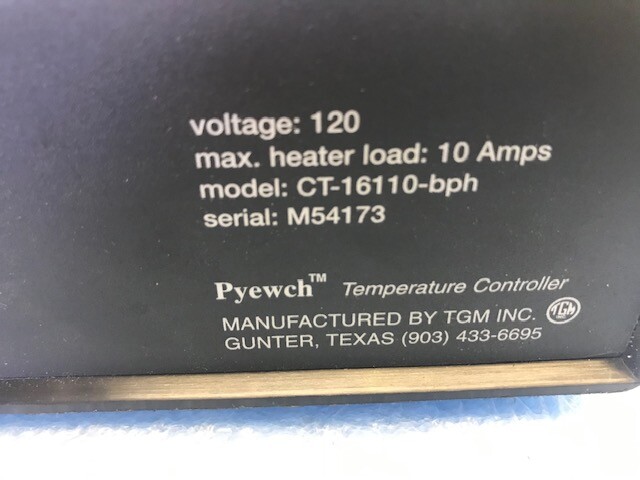 voltage: 120
max. heater load: 10 Amps
model: CT-16110-bph
serial: M54173
Pyewch™ Temperature Controller
MANUFACTURED BY TGM INC. TGM
GUNTER, TEXAS (903) 433-6695